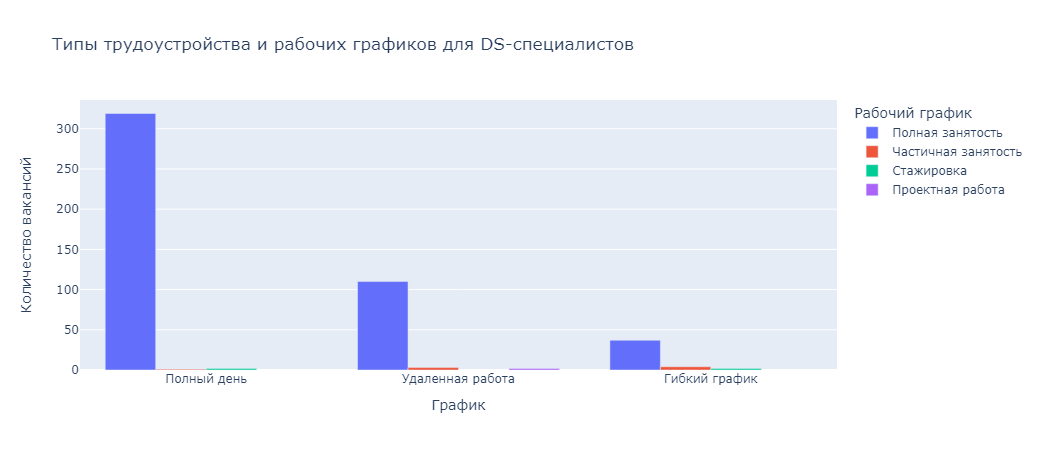 Типы трудоустройства и рабочих графиков для DS-специалистов
Рабочий график
Полная занятость
Частичная занятость
Стажировка
Проектная работа
Количество вакансий
300
250
200
150
100
50
0
Полный день
Удаленная работа
Гибкий график
График